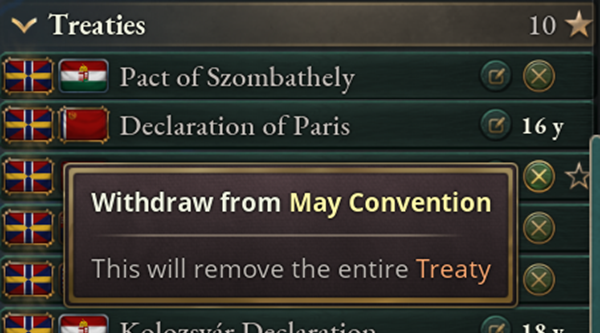 Treaties 10
Pact of Szombathely
Declaration of Paris 16 y
Withdraw from May Convention
This will remove the entire Treaty
Kolozsvár Declaration 18 y